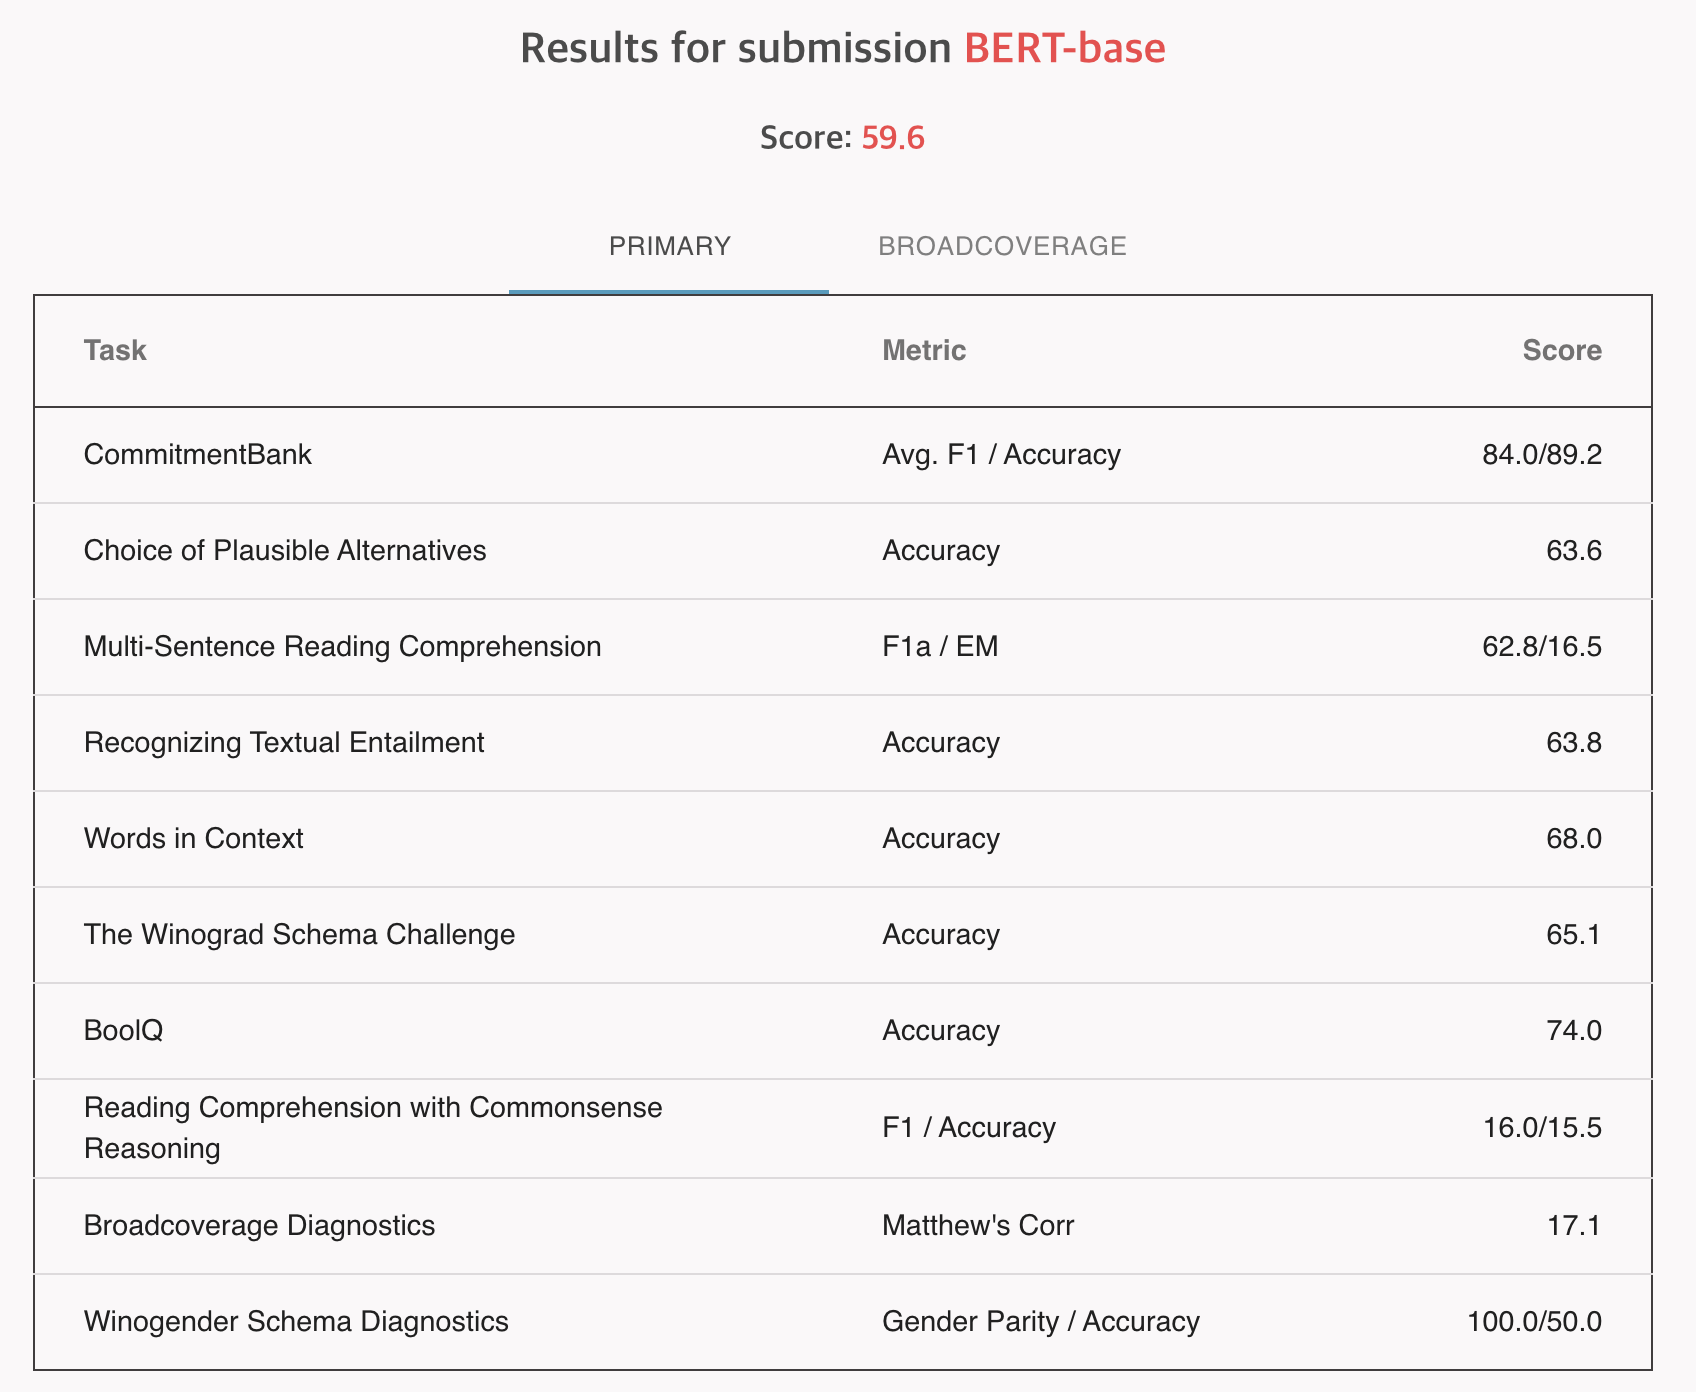 Results for submission BERT-base
Score: 59.6
PRIMARY BROADCOVERAGE
Task Metric Score
CommitmentBank Avg. F1 / Accuracy 84.0/89.2
Choice of Plausible Alternatives Accuracy 63.6
Multi-Sentence Reading Comprehension F1a / EM 62.8/16.5
Recognizing Textual Entailment Accuracy 63.8
Words in Context Accuracy 68.0
The Winograd Schema Challenge Accuracy 65.1
BoolQ Accuracy 74.0
Reading Comprehension with Commonsense
Reasoning F1 / Accuracy 16.0/15.5
Broadcoverage Diagnostics Matthew's Corr 17.1
Winogender Schema Diagnostics Gender Parity / Accuracy 100.0/50.0